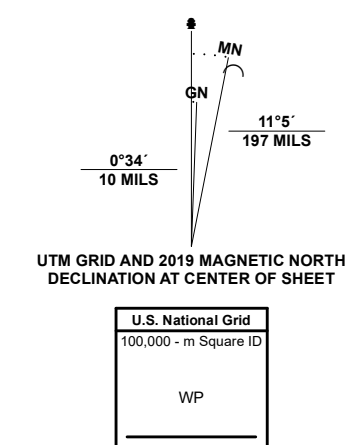 MN
GN
11°5´
197 MILS
0°34´
10 MILS
UTM GRID AND 2019 MAGNETIC NORTH
DECLINATION AT CENTER OF SHEET
U.S. National Grid
100,000 - m Square ID
WP